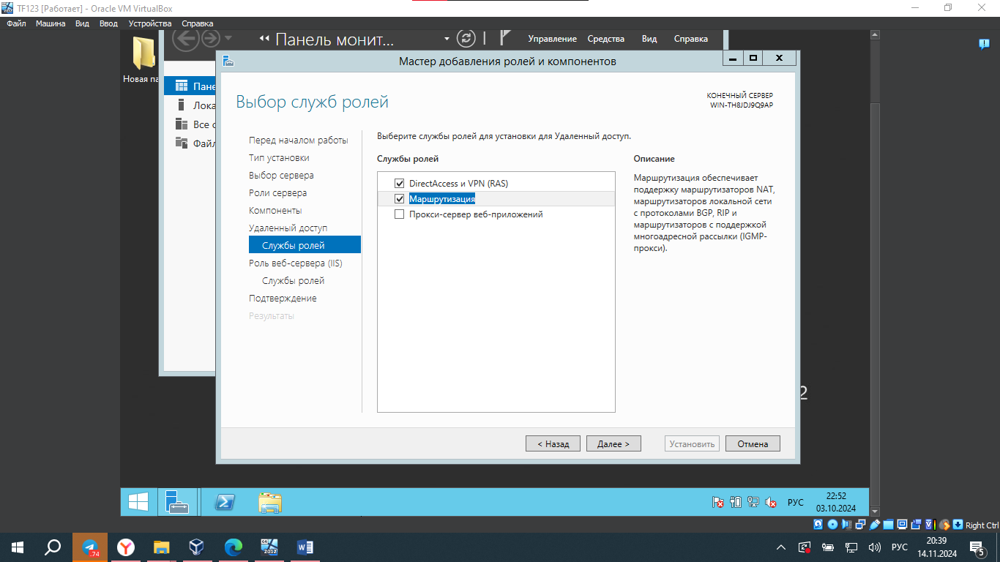 TF123 [Работает] - Oracle VM VirtualBox
Файл Машина Вид Ввод Устройства Справка
Панель монит...
Управление Средства Вид Справка
Новая па
Пане
Лока
Все с
Файл
Мастер добавления ролей и компонентов
Выбор служб ролей
КОНЕЧНЫЙ СЕРВЕР
WIN-TH8JDJ9Q9AP
Перед началом работы
Тип установки
Выбор сервера
Роли сервера
Компоненты
Удаленный доступ
Службы ролей
Роль веб-сервера (IIS)
Службы ролей
Подтверждение
Результаты
Выберите службы ролей для установки для Удаленный доступ.
Службы ролей
DirectAccess и VPN (RAS)
Маршрутизация
Прокси-сервер веб-приложений
Описание
Маршрутизация обеспечивает
поддержку маршрутизаторов NAT,
маршрутизаторов локальной сети
с протоколами BGP, RIP и
маршрутизаторов с поддержкой
многоадресной рассылки (IGMP-
прокси).
2
< Назад Далее > Установить Отмена
РУС
22:52
03.10.2024
Right Ctrl
74
2012
РУС
20:39
14.11.2024
5